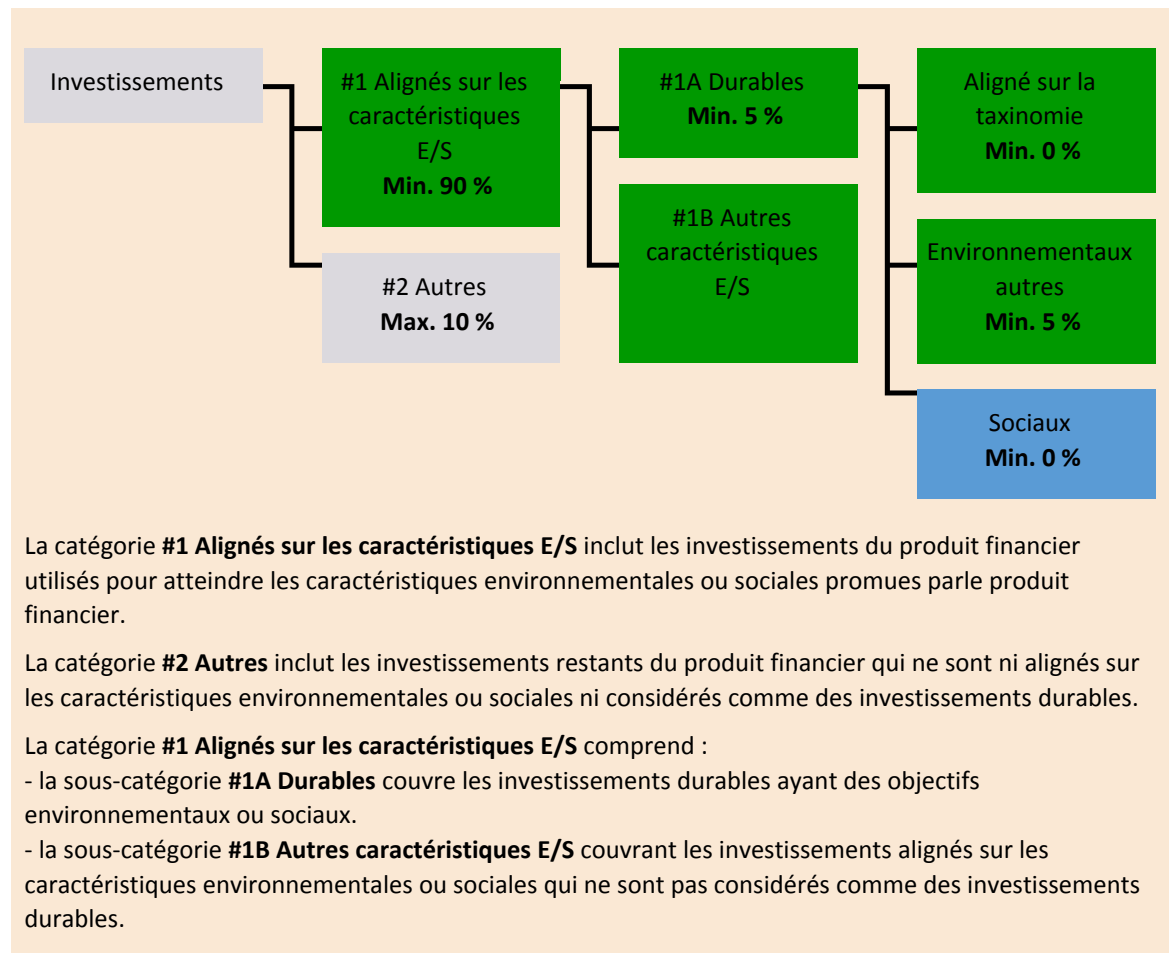 Investissements
#1 Alignés sur les
caractéristiques
E/S
Min. 90 %
#2 Autres
Max. 10 %
#1A Durables
Min. 5 %
#1B Autres
caractéristiques
E/S
Aligné sur la
taxinomie
Min. 0 %
Environnementaux
autres
Min. 5 %
Sociaux
Min. 0 %
La catégorie #1 Alignés sur les caractéristiques E/S inclut les investissements du produit financier
utilisés pour atteindre les caractéristiques environnementales ou sociales promues parle produit
financier.
La catégorie #2 Autres inclut les investissements restants du produit financier qui ne sont ni alignés sur
les caractéristiques environnementales ou sociales ni considérés comme des investissements durables.
La catégorie #1 Alignés sur les caractéristiques E/S comprend :
- la sous-catégorie #1A Durables couvre les investissements durables ayant des objectifs
environnementaux ou sociaux.
- la sous-catégorie #1B Autres caractéristiques E/S couvrant les investissements alignés sur les
caractéristiques environnementales ou sociales qui ne sont pas considérés comme des investissements
durables.